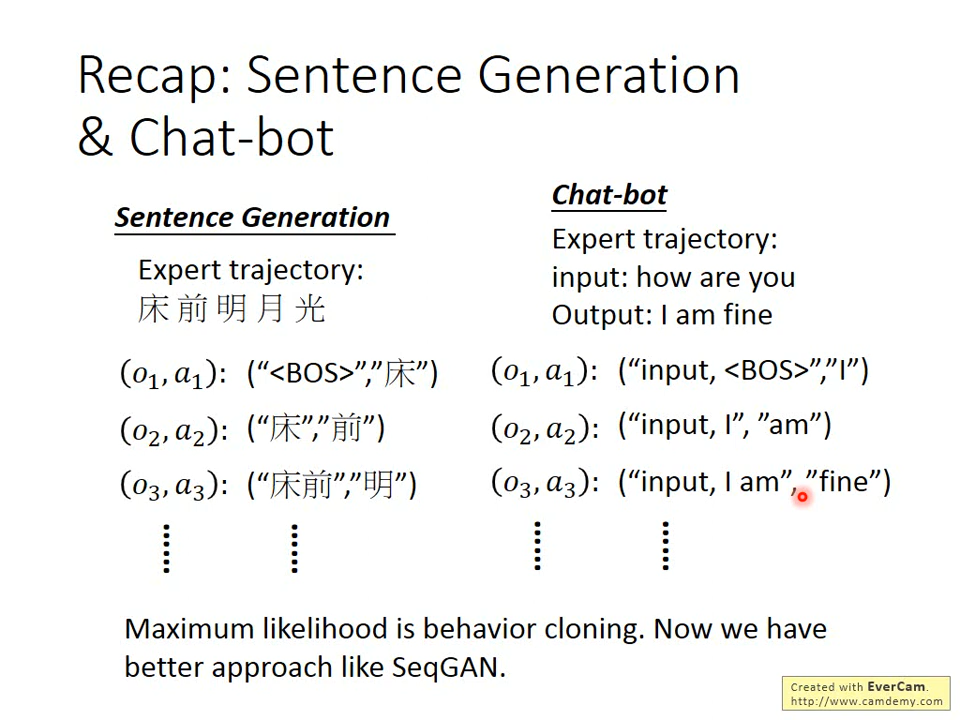 Recap: Sentence Generation
& Chat-bot
Sentence Generation
Expert trajectory:
床前明月光
(o₁, a₁): (“<BOS>”,”床”)
(o₂, a₂): (“床”,”前”)
(o₃, a₃): (“床前”,”明”)
Chat-bot
Expert trajectory:
input: how are you
Output: I am fine
(o₁, a₁): (“input, <BOS>”,”I”)
(o₂, a₂): (“input, I”, ”am”)
(o₃, a₃): (“input, I am”, ”fine”)
Maximum likelihood is behavior cloning. Now we have
better approach like SeqGAN.
Created with EverCam.
http://www.camdemy.com